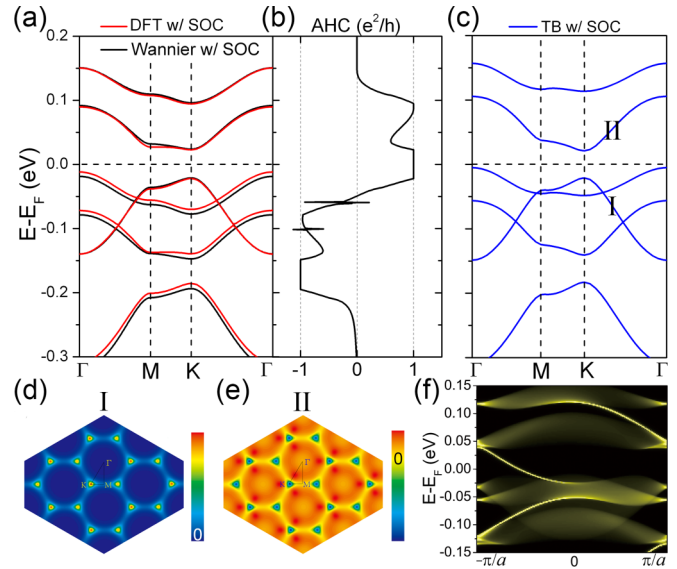 (a) DFT w/ SOC (b) AHC (e²/h) (c) TB w/ SOC
Wannier w/ SOC
0.2
0.1
0.0
-0.1
-0.2
-0.3
E-E_F (eV)
II
I
Γ M K Γ -1 0 1 Γ M K Γ
(d) I (e) II (f)
0.15
0.10
0.05
0.00
-0.05
-0.10
-0.15
E-E_F (eV)
0
0
Γ
K M
Γ
K M
-π/a 0 π/a